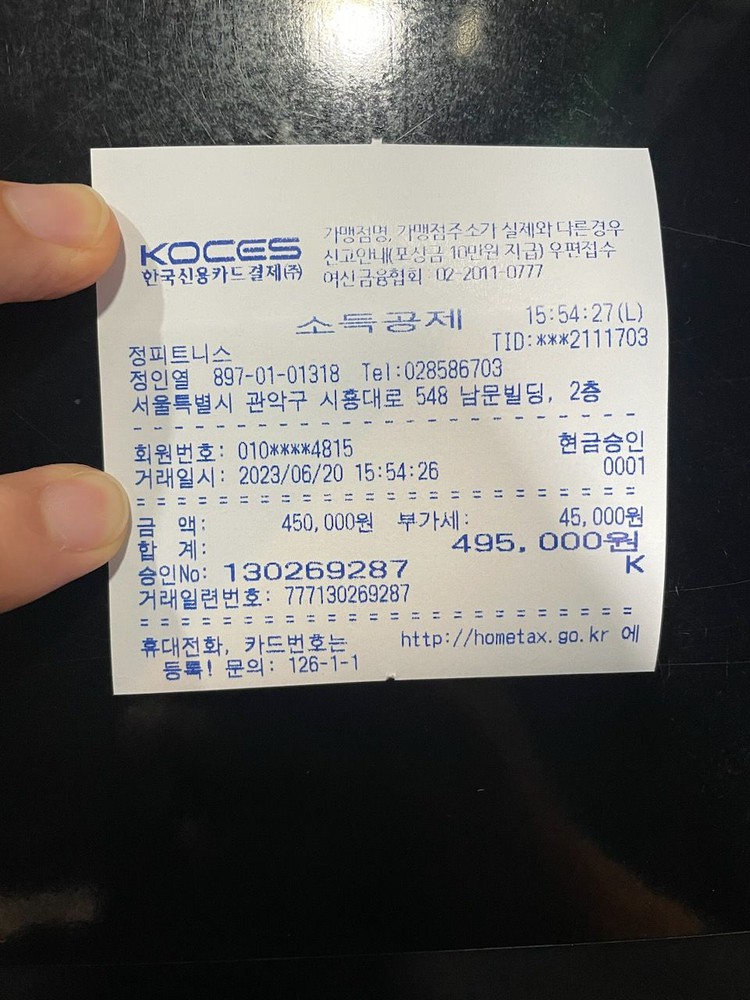 KOCES
한국신용카드결제(주)
가맹점명, 가맹점주소가 실제와 다른경우
신고안내(포상금 10만원 지급) 우편접수
여신금융협회 : 02-2011-0777
소득공제 15:54:27(L)
정피트니스 TID:***2111703
정인열 897-01-01318 Tel:028586703
서울특별시 관악구 시흥대로 548 남문빌딩, 2층
회원번호: 010****4815 현금승인
거래일시: 2023/06/20 15:54:26 0001
금 액: 450,000원 부가세: 45,000원
합 계: 495,000원
승인No: 130269287 K
거래일련번호: 777130269287
휴대전화, 카드번호는 http://hometax.go.kr 에
등록! 문의: 126-1-1